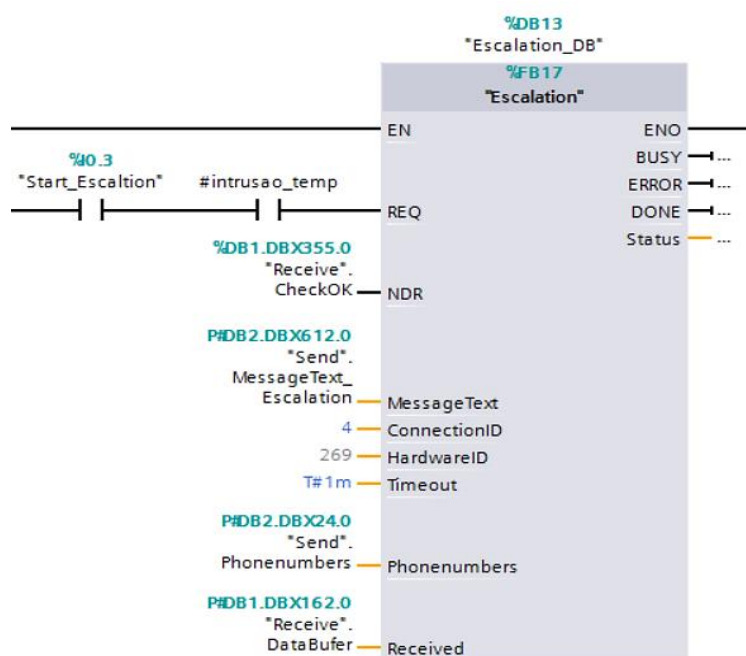 %DB13
"Escalation_DB"
%FB17
"Escalation"
EN
ENO
%I0.3
"Start_Escaltion"
#intrusao_temp
BUSY
...
ERROR
...
REQ
DONE
...
Status
...
%DB1.DBX355.0
"Receive".
CheckOK
NDR
P#DB2.DBX612.0
"Send".
MessageText_
Escalation
MessageText
4
ConnectionID
269
HardwareID
T#1m
Timeout
P#DB2.DBX24.0
"Send".
Phonenumbers
Phonenumbers
P#DB1.DBX162.0
"Receive".
DataBufer
Received